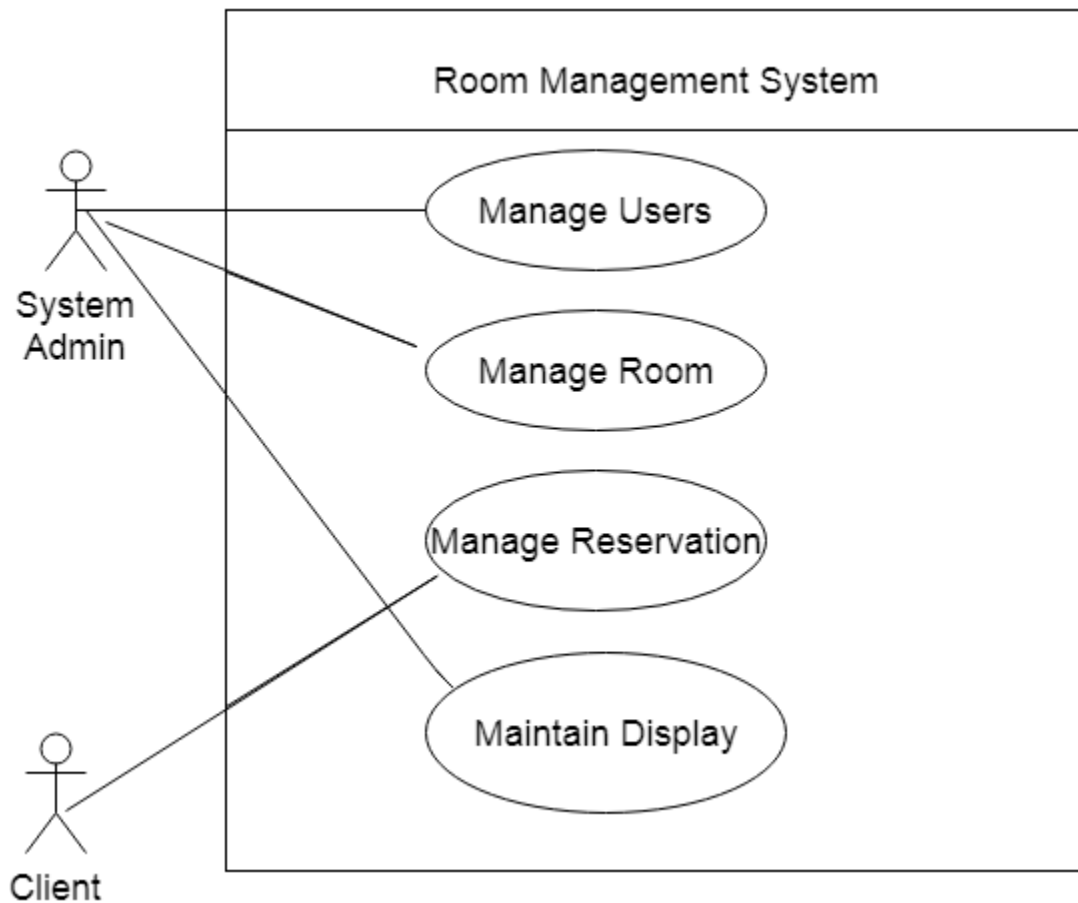 Room Management System
Manage Users
System
Admin
Manage Room
Manage Reservation
Maintain Display
Client